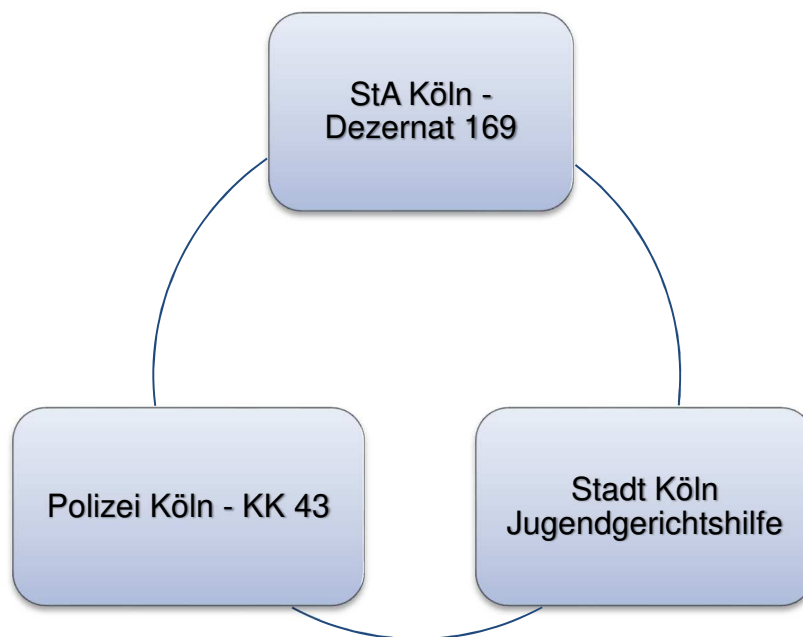 StA Köln -
Dezernat 169
Polizei Köln - KK 43
Stadt Köln
Jugendgerichtshilfe